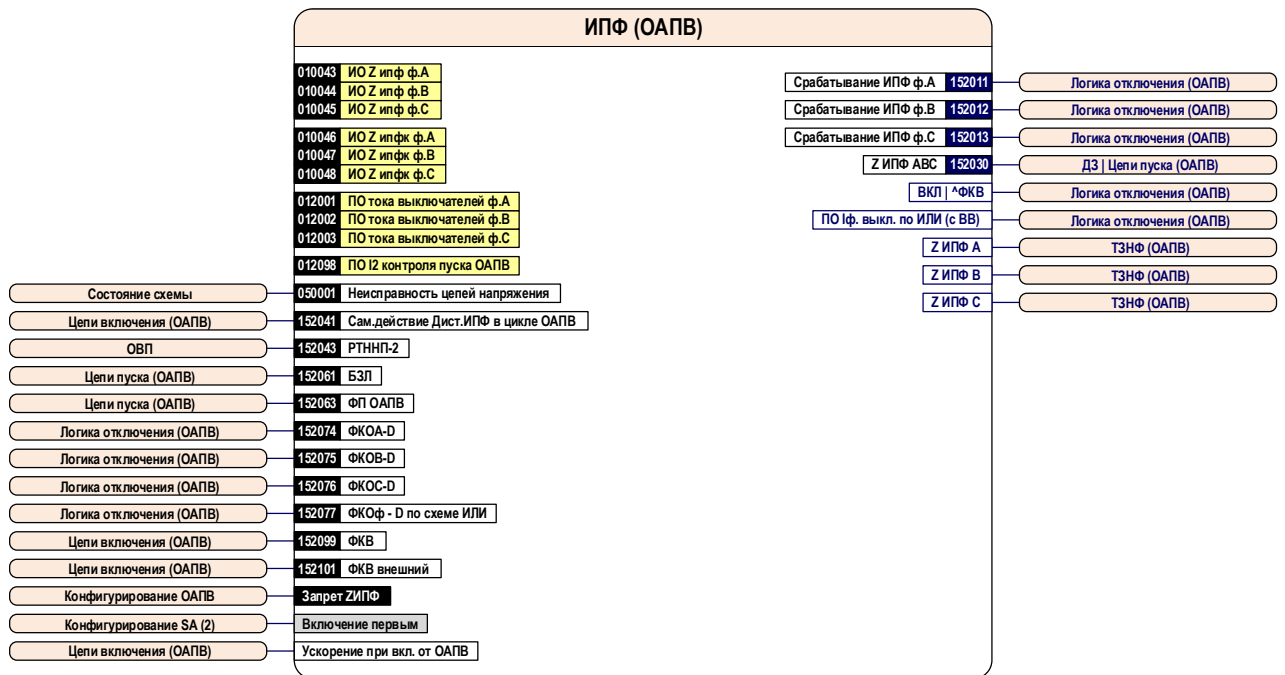 ИПФ (ОАПВ)
010043 ИО Z ипф ф.А
010044 ИО Z ипф ф.В
010045 ИО Z ипф ф.С
010046 ИО Z ипфк ф.А
010047 ИО Z ипфк ф.В
010048 ИО Z ипфк ф.С
012001 ПО тока выключателей ф.А
012002 ПО тока выключателей ф.В
012003 ПО тока выключателей ф.С
012098 ПО I2 контроля пуска ОАПВ
Состояние схемы 050001 Неисправность цепей напряжения
Цепи включения (ОАПВ) 152041 Сам.действие Дист.ИПФ в цикле ОАПВ
ОВП 152043 РТННП-2
Цепи пуска (ОАПВ) 152061 БЗЛ
Цепи пуска (ОАПВ) 152063 ФП ОАПВ
Логика отключения (ОАПВ) 152074 ФКОА-D
Логика отключения (ОАПВ) 152075 ФКОВ-D
Логика отключения (ОАПВ) 152076 ФКОС-D
Логика отключения (ОАПВ) 152077 ФКОф - D по схеме ИЛИ
Цепи включения (ОАПВ) 152099 ФКВ
Цепи включения (ОАПВ) 152101 ФКВ внешний
Конфигурирование ОАПВ Запрет ZИПФ
Конфигурирование SA (2) Включение первым
Цепи включения (ОАПВ) Ускорение при вкл. от ОАПВ
Срабатывание ИПФ ф.А 152011 Логика отключения (ОАПВ)
Срабатывание ИПФ ф.В 152012 Логика отключения (ОАПВ)
Срабатывание ИПФ ф.С 152013 Логика отключения (ОАПВ)
Z ИПФ АВС 152030 ДЗ | Цепи пуска (ОАПВ)
ВКЛ | ^ФКВ Логика отключения (ОАПВ)
ПО Iф. выкл. по ИЛИ (с ВВ) Логика отключения (ОАПВ)
Z ИПФ А ТЗНФ (ОАПВ)
Z ИПФ В ТЗНФ (ОАПВ)
Z ИПФ С ТЗНФ (ОАПВ)